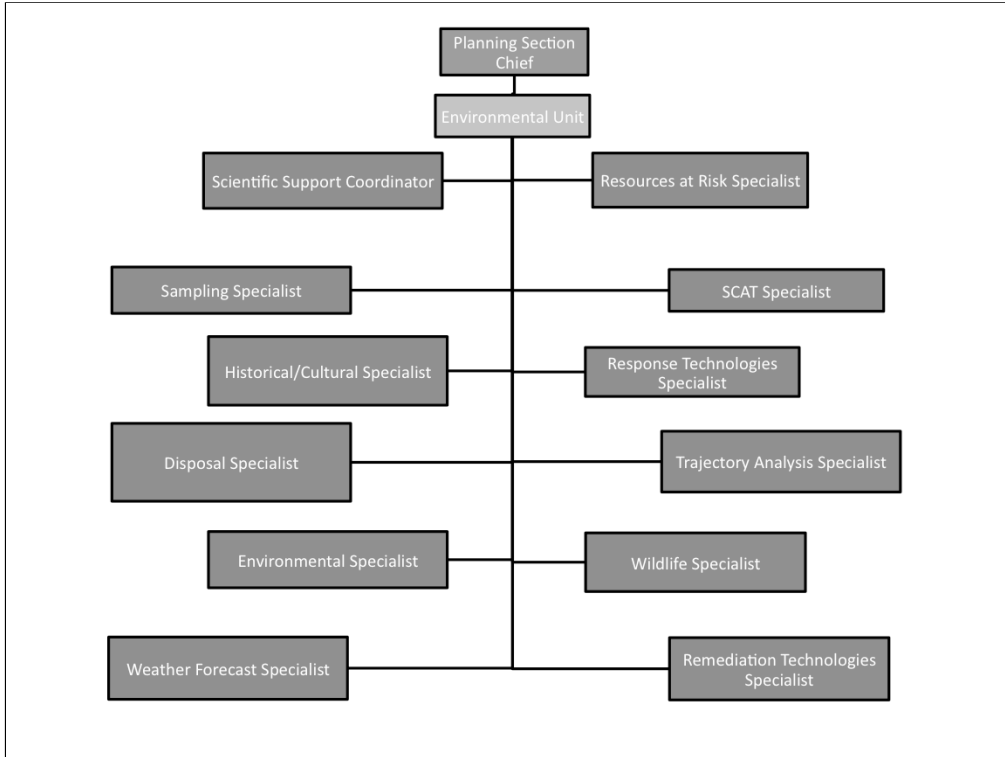 Planning Section
Chief
Environmental Unit
Scientific Support Coordinator
Resources at Risk Specialist
Sampling Specialist
SCAT Specialist
Historical/Cultural Specialist
Response Technologies
Specialist
Disposal Specialist
Trajectory Analysis Specialist
Environmental Specialist
Wildlife Specialist
Weather Forecast Specialist
Remediation Technologies
Specialist